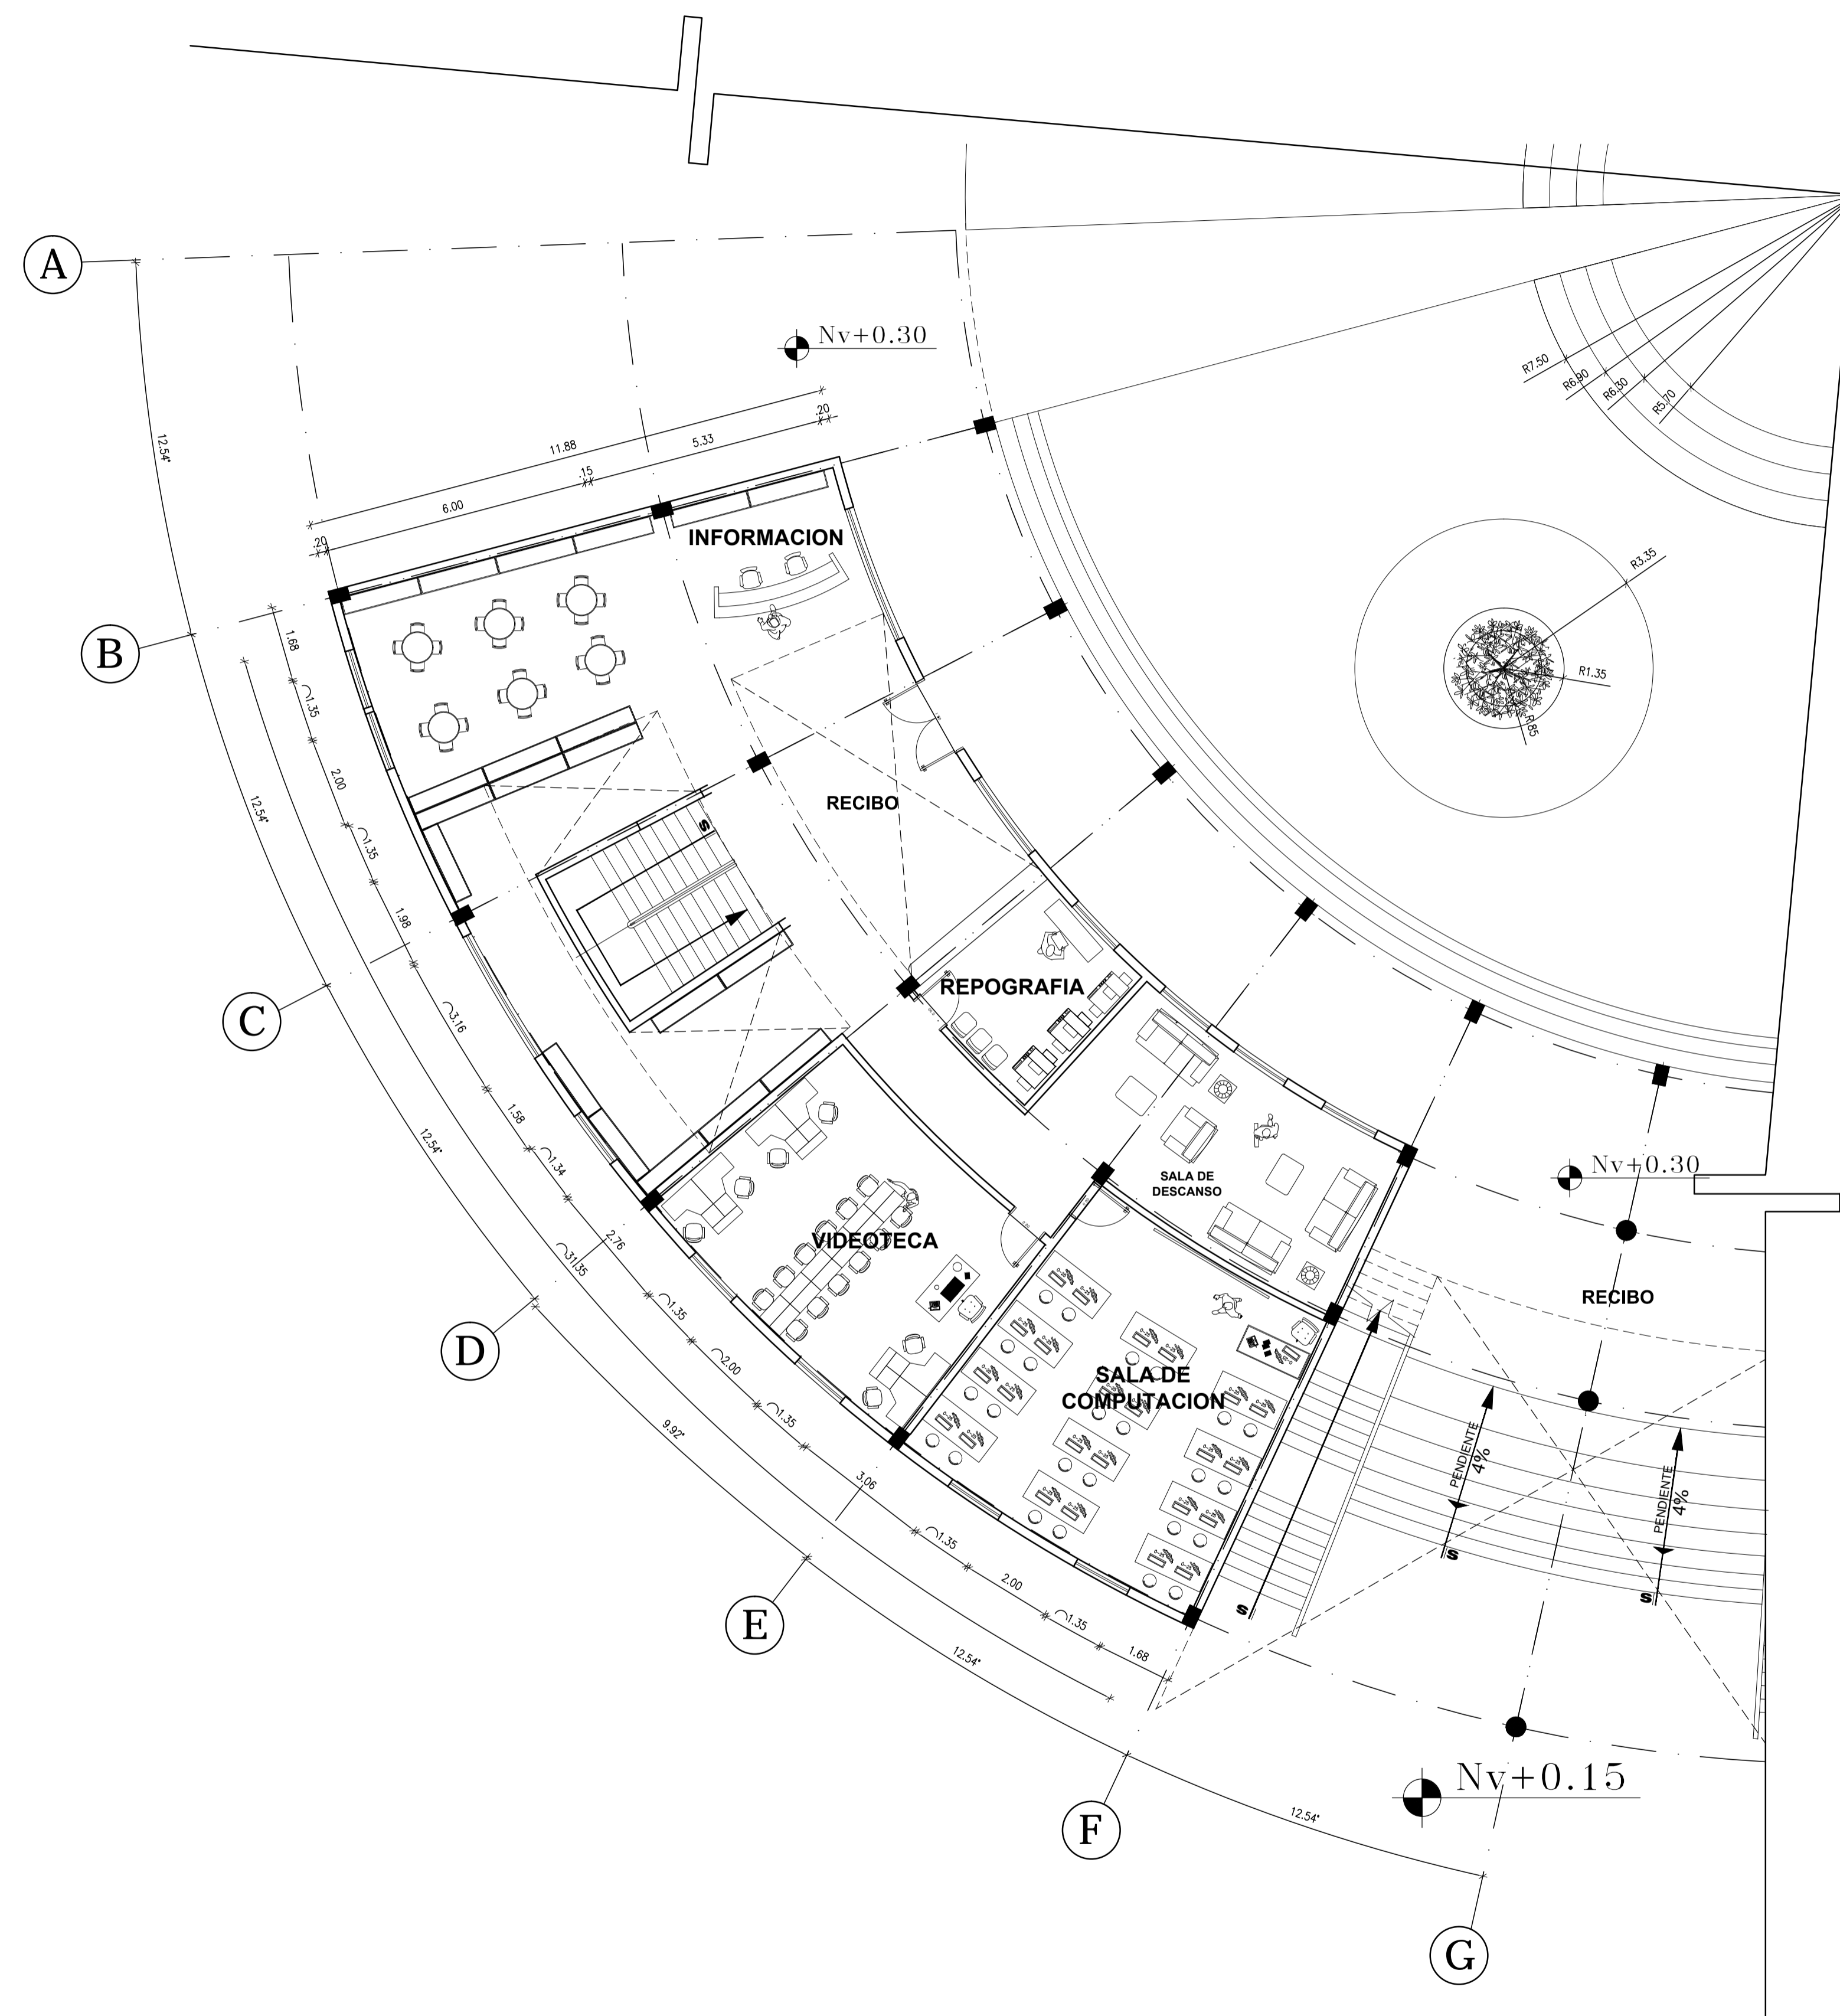 A
Nv+0.30
12.54°
R7.50
R6.90
R6.30
R5.70
11.88
.20
5.33
.15
6.00
.20
INFORMACION
R3.35
R1.35
R.85
B
1.68
1.35
2.00
12.54°
1.35
1.98
RECIBO
S
REPOGRAFIA
C
3.16
1.58
12.54°
1.34
SALA DE
DESCANSO
Nv+0.30
VIDEOTECA
2.76
31.35
RECIBO
D
1.35
2.00
SALA DE
COMPUTACION
1.35
9.92°
PENDIENTE
4%
PENDIENTE
4%
3.06
1.35
S
2.00
S
S
E
1.35
1.68
12.54°
Nv+0.15
F
12.54°
G